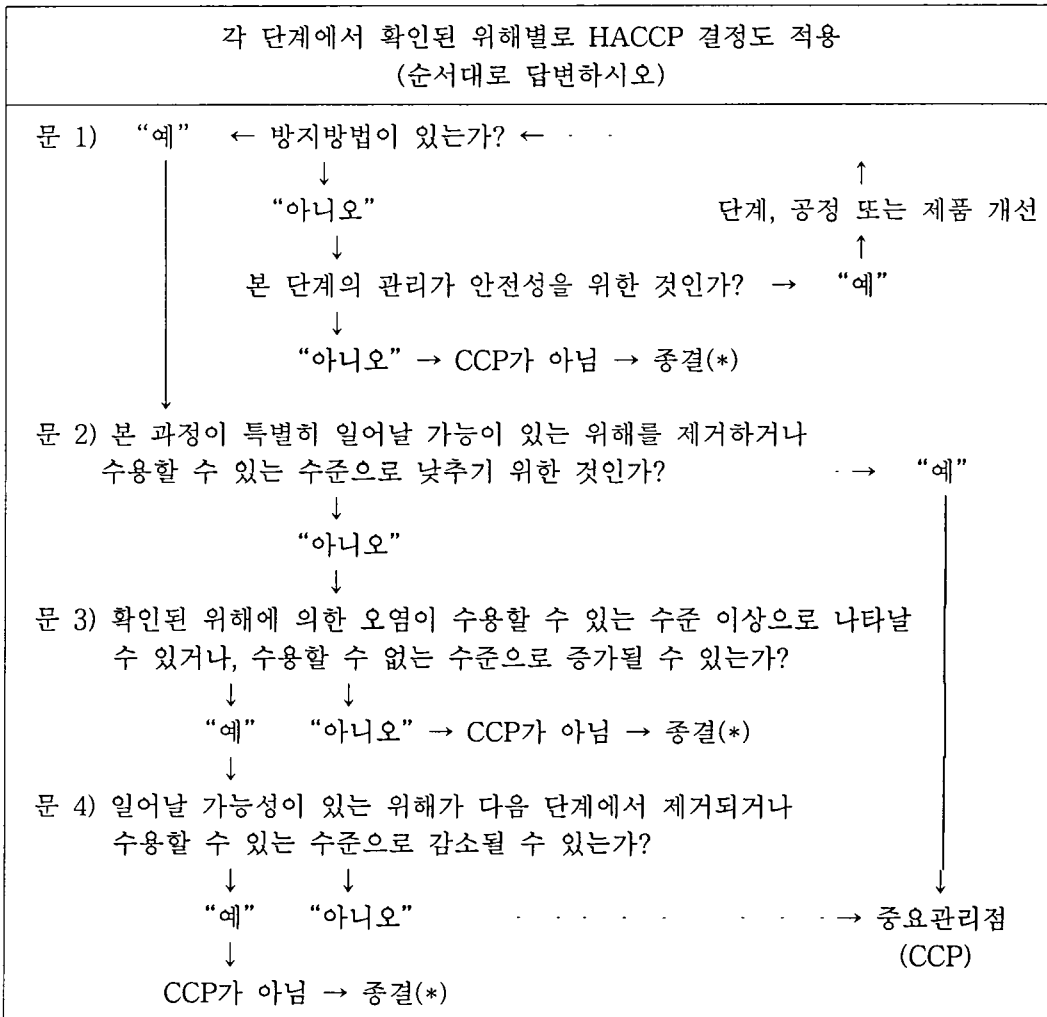 각 단계에서 확인된 위해별로 HACCP 결정도 적용
(순서대로 답변하시오)
문 1) “예” ← 방지방법이 있는가? ←
↓ ↑
“아니오” 단계, 공정 또는 제품 개선
↓ ↑
본 단계의 관리가 안전성을 위한 것인가? → “예”
↓
“아니오” → CCP가 아님 → 종결(*)
문 2) 본 과정이 특별히 일어날 가능이 있는 위해를 제거하거나
수용할 수 있는 수준으로 낮추기 위한 것인가? → “예”
↓
“아니오”
↓
문 3) 확인된 위해에 의한 오염이 수용할 수 있는 수준 이상으로 나타날
수 있거나, 수용할 수 없는 수준으로 증가될 수 있는가?
↓ ↓
“예” “아니오” → CCP가 아님 → 종결(*)
↓
문 4) 일어날 가능성이 있는 위해가 다음 단계에서 제거되거나
수용할 수 있는 수준으로 감소될 수 있는가?
↓ ↓ ↓
“예” “아니오” → 중요관리점
↓ (CCP)
CCP가 아님 → 종결(*)